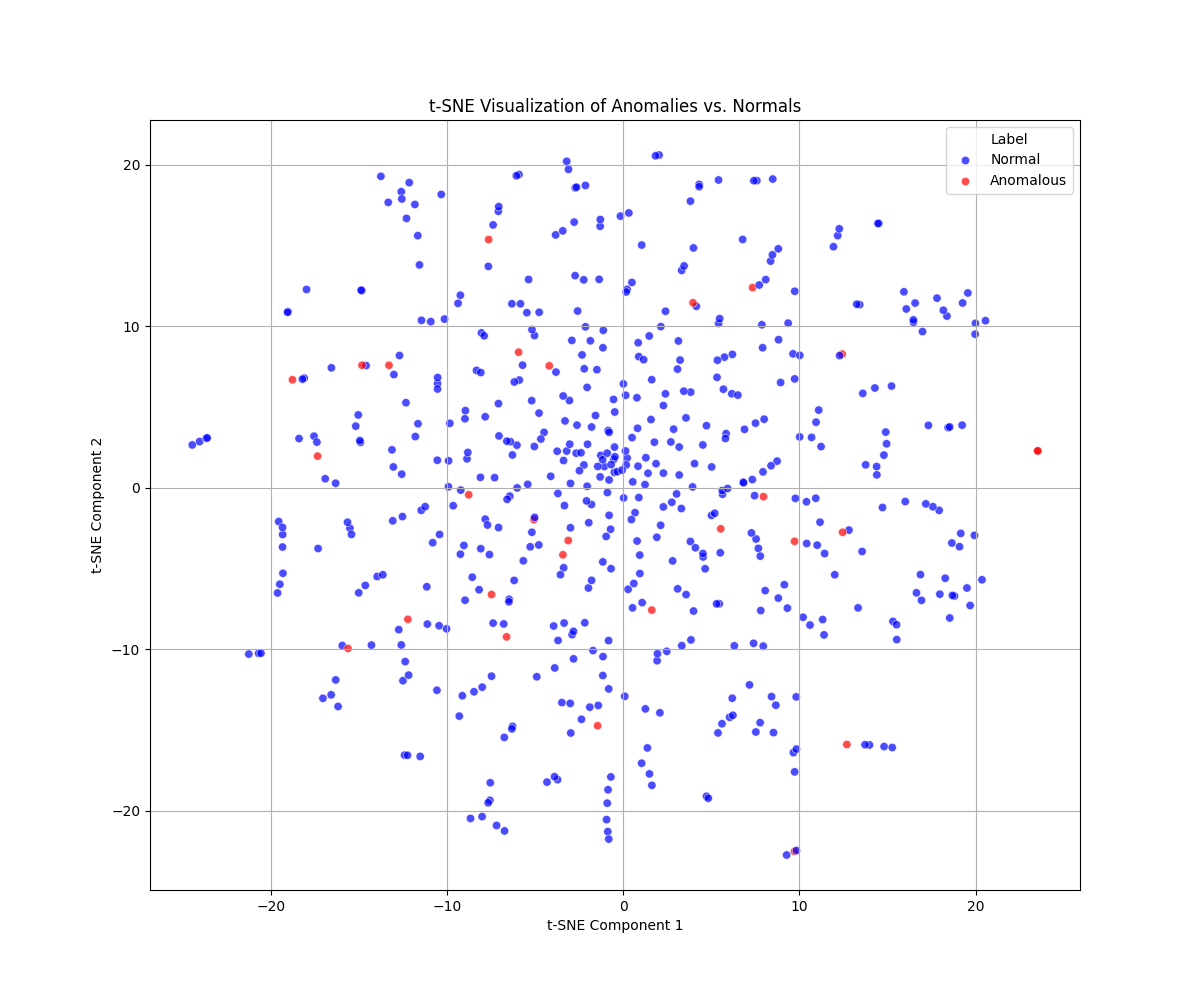 t-SNE Visualization of Anomalies vs. Normals
Label
Normal
Anomalous
20
10
0
−10
−20
t-SNE Component 2
−20
−10
0
10
20
t-SNE Component 1